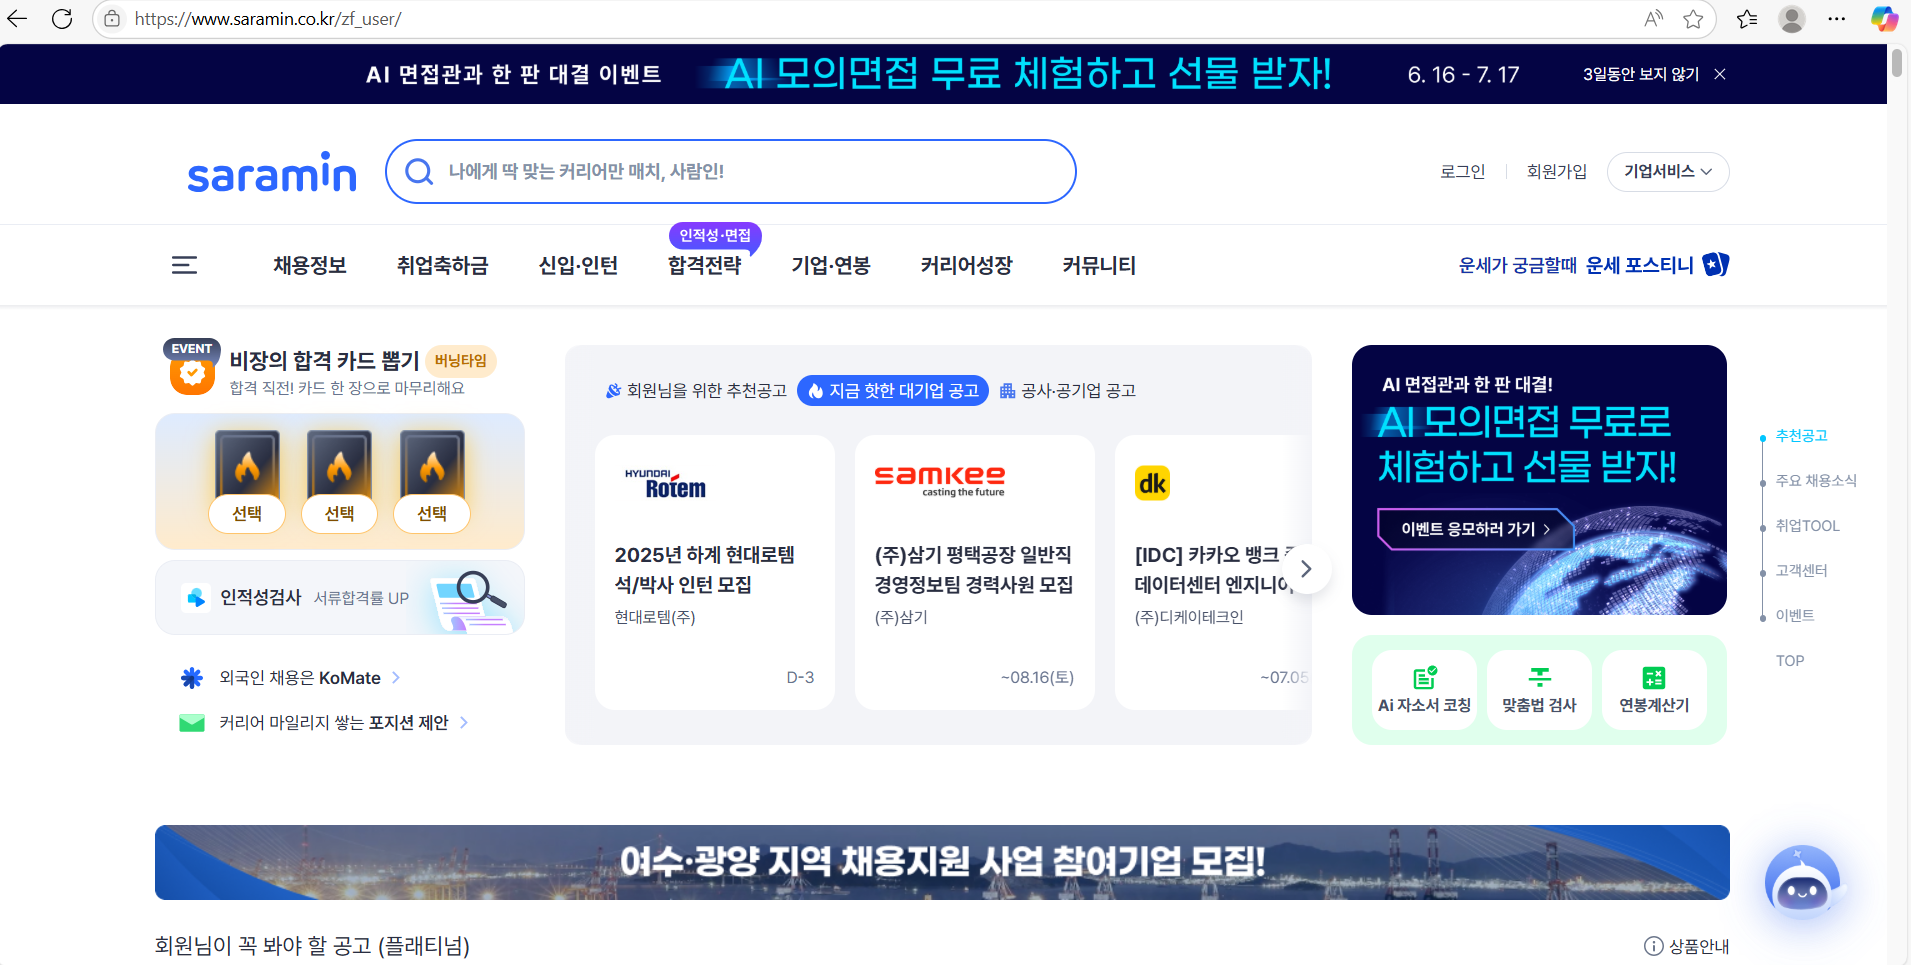 https://www.saramin.co.kr/zf_user/
AI 면접관과 한 판 대결 이벤트
AI 모의면접 무료 체험하고 선물 받자!
6. 16 - 7. 17
3일동안 보지 않기
saramin
나에게 딱 맞는 커리어만 매치, 사람인!
로그인
회원가입
기업서비스
인적성·면접
채용정보
취업축하금
신입·인턴
합격전략
기업·연봉
커리어성장
커뮤니티
운세가 궁금할때 운세 포스티니
EVENT
비장의 합격 카드 뽑기
버닝타임
합격 직전! 카드 한 장으로 마무리해요
선택
선택
선택
인적성검사 서류합격률 UP
외국인 채용은 KoMate
커리어 마일리지 쌓는 포지션 제안
회원님을 위한 추천공고
지금 핫한 대기업 공고
공사·공기업 공고
HYUNDAI
Rotem
2025년 하계 현대로템
석/박사 인턴 모집
현대로템(주)
D-3
samkee
casting the future
(주)삼기 평택공장 일반직
경영정보팀 경력사원 모집
(주)삼기
~08.16(토)
dk
[IDC] 카카오 뱅크
데이터센터 엔지니어
(주)디케이테크인
~07.05
AI 면접관과 한 판 대결!
AI 모의면접 무료로
체험하고 선물 받자!
이벤트 응모하러 가기
Ai 자소서 코칭
맞춤법 검사
연봉계산기
추천공고
주요 채용소식
취업TOOL
고객센터
이벤트
TOP
여수·광양 지역 채용지원 사업 참여기업 모집!
회원님이 꼭 봐야 할 공고 (플래티넘)
상품안내